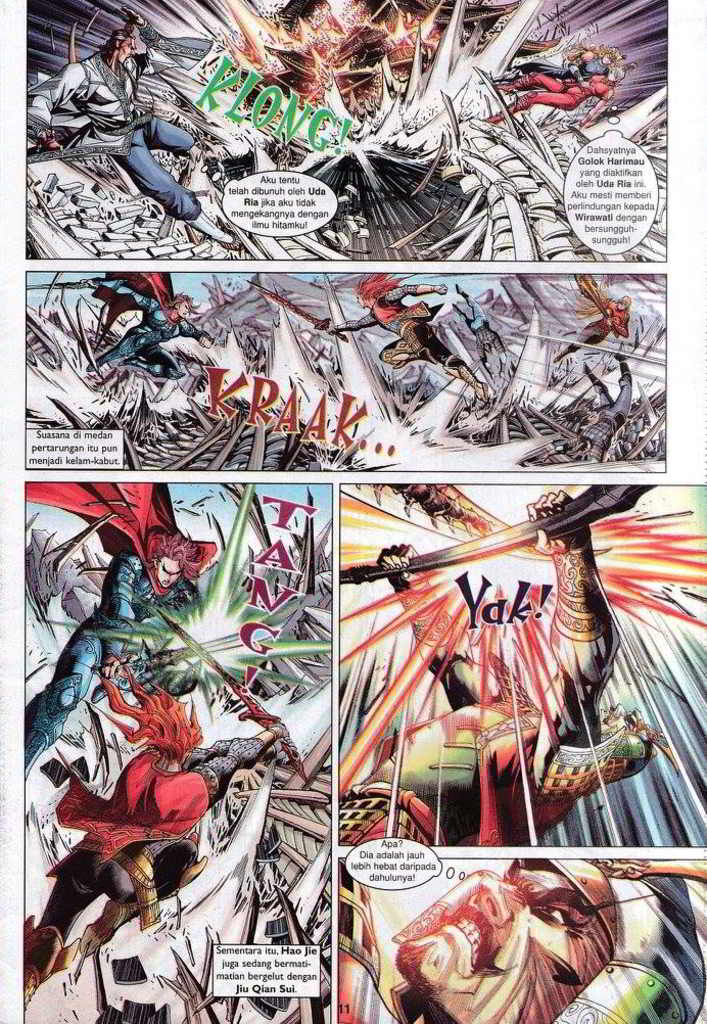 KLONG!
Aku tentu
telah dibunuh oleh Uda
Ria jika aku tidak
mengekangnya dengan
ilmu hitamku!
Dahsyatnya
Golok Harimau
yang diaktifkan
oleh Uda Ria ini.
Aku mesti memberi
perlindungan kepada
Wirawati dengan
bersungguh-
sungguh!
KRAAK...
Suasana di medan
pertarungan itu pun
menjadi kelam-kabut.
TANG!
Yak!
Sementara itu, Hao Jie
juga sedang bermati-
matian bergelut dengan
Jiu Qian Sui.
Apa?
Dia adalah jauh
lebih hebat daripada
dahulunya!
11